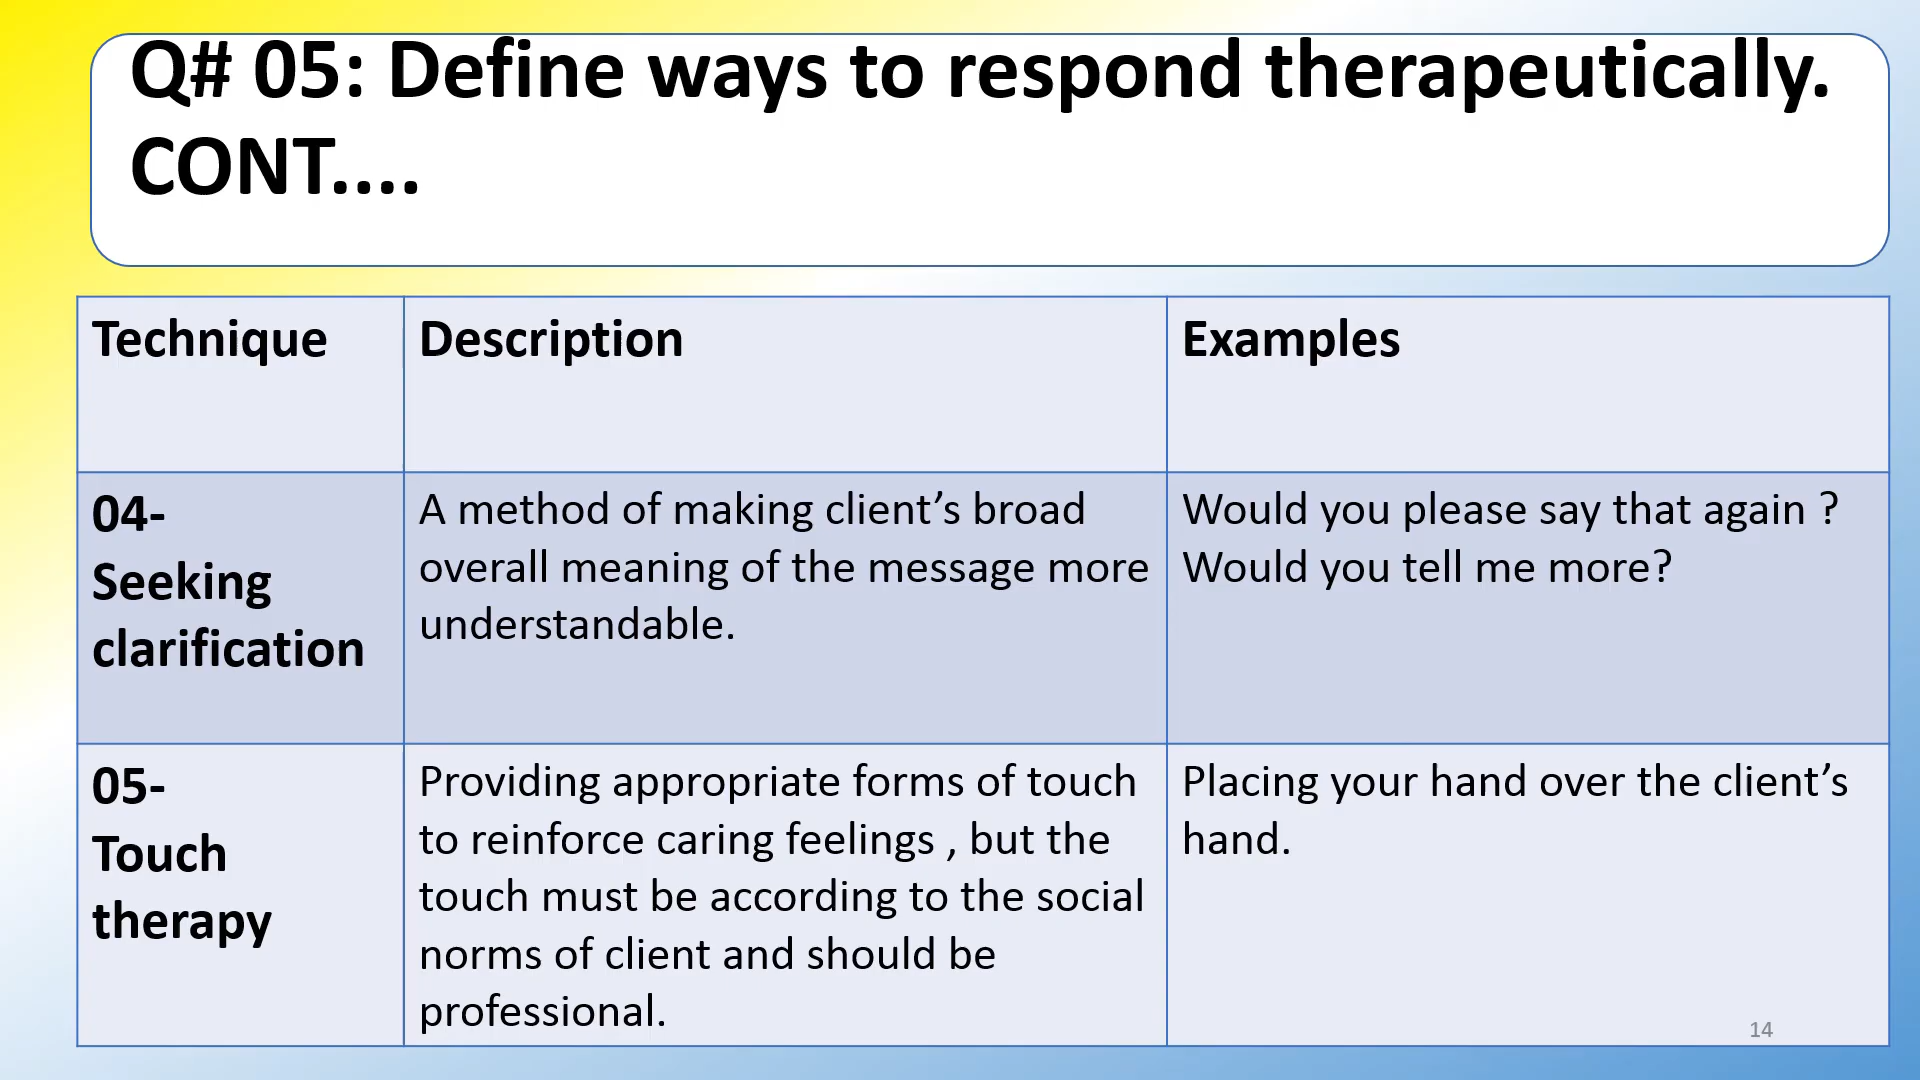 Q# 05: Define ways to respond therapeutically.
CONT....
Technique
Description
Examples
04-
Seeking
clarification
A method of making client’s broad
overall meaning of the message more
understandable.
Would you please say that again ?
Would you tell me more?
05-
Touch
therapy
Providing appropriate forms of touch
to reinforce caring feelings , but the
touch must be according to the social
norms of client and should be
professional.
Placing your hand over the client’s
hand.
14